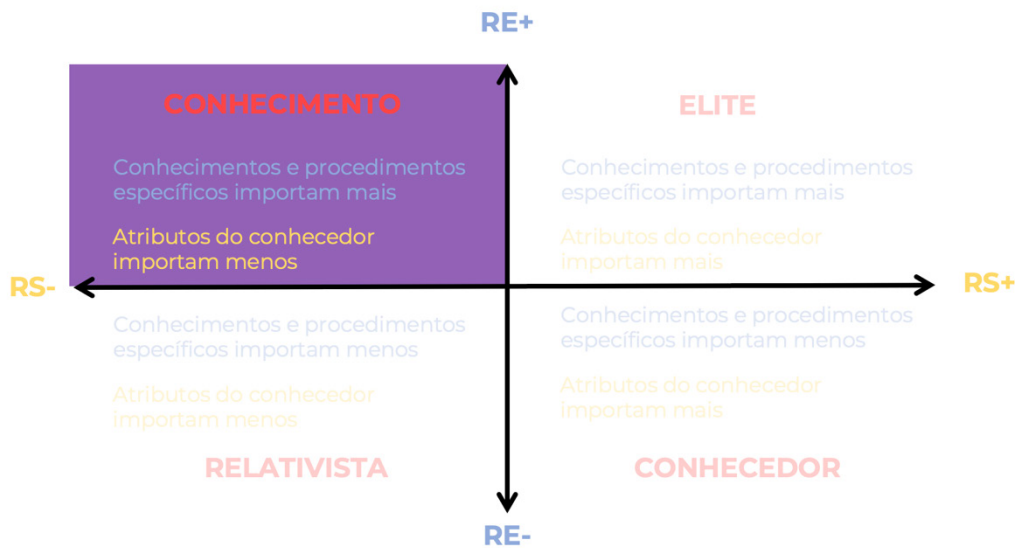 RE+
CONHECIMENTO
Conhecimentos e procedimentos
específicos importam mais
Atributos do conhecedor
importam menos
ELITE
Conhecimentos e procedimentos
específicos importam mais
Atributos do conhecedor
importam mais
RS-
RS+
Conhecimentos e procedimentos
específicos importam menos
Atributos do conhecedor
importam menos
RELATIVISTA
Conhecimentos e procedimentos
específicos importam menos
Atributos do conhecedor
importam mais
CONHECEDOR
RE-